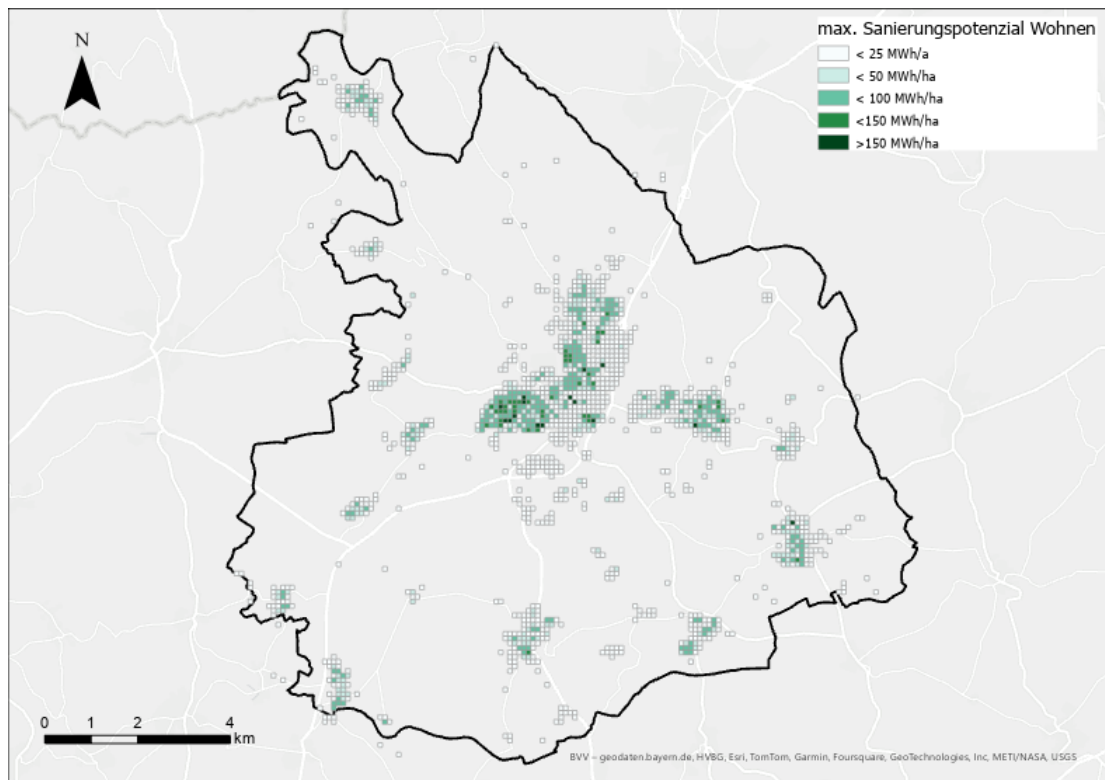 max. Sanierungspotenzial Wohnen
< 25 MWh/a
< 50 MWh/ha
< 100 MWh/ha
<150 MWh/ha
>150 MWh/ha
N
0 1 2 4
km
BVV – geodaten.bayern.de, HVBG, Esri, TomTom, Garmin, Foursquare, GeoTechnologies, Inc, METI/NASA, USGS